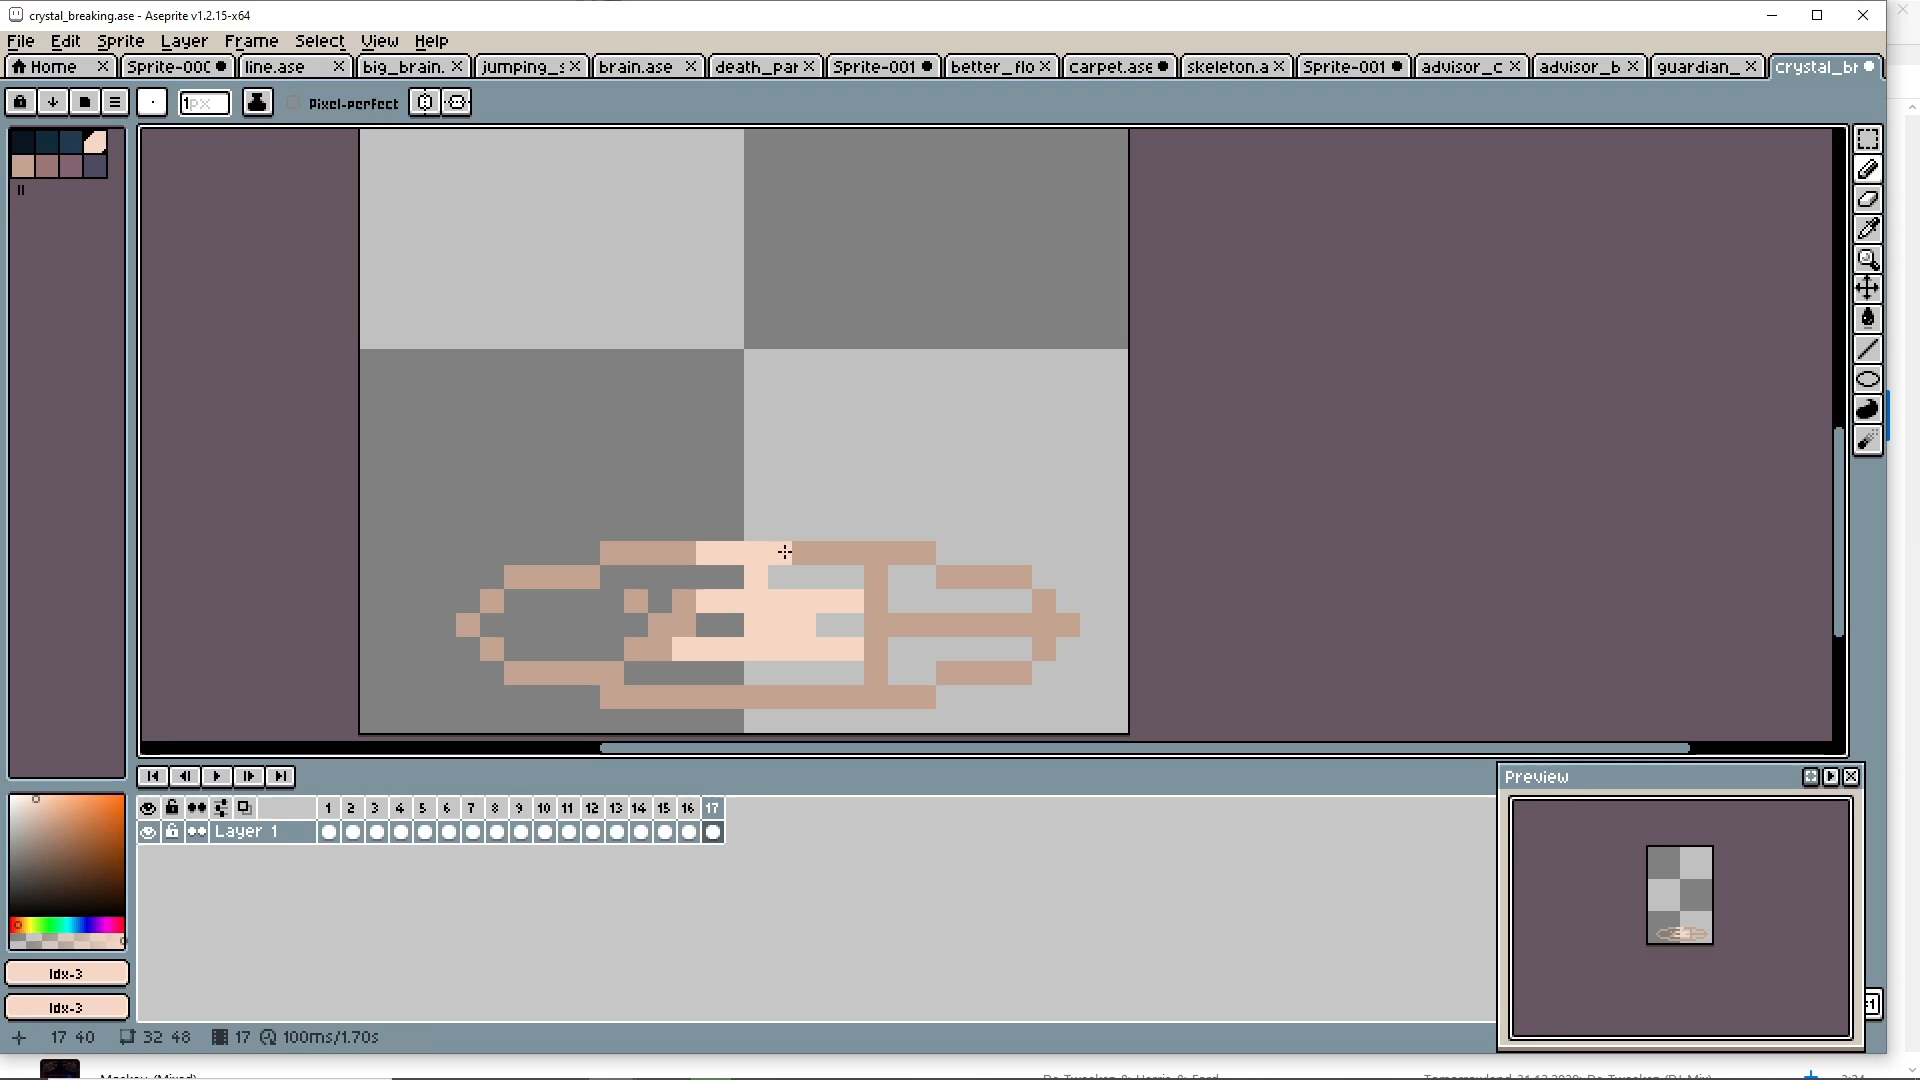 crystal_breaking.ase - Aseprite v1.2.15-x64
File Edit Sprite Layer Frame Select View Help
Home Sprite-000 line.ase big_brain. jumping_s brain.ase death_par Sprite-001 better_flo carpet.ase skeleton.a Sprite-001 advisor_c advisor_b guardian_ crystal_br
1px Pixel-perfect
Preview
1 2 3 4 5 6 7 8 9 10 11 12 13 14 15 16 17
Layer 1
Idx-3
Idx-3
17 40 32 48 17 100ms/1.70s